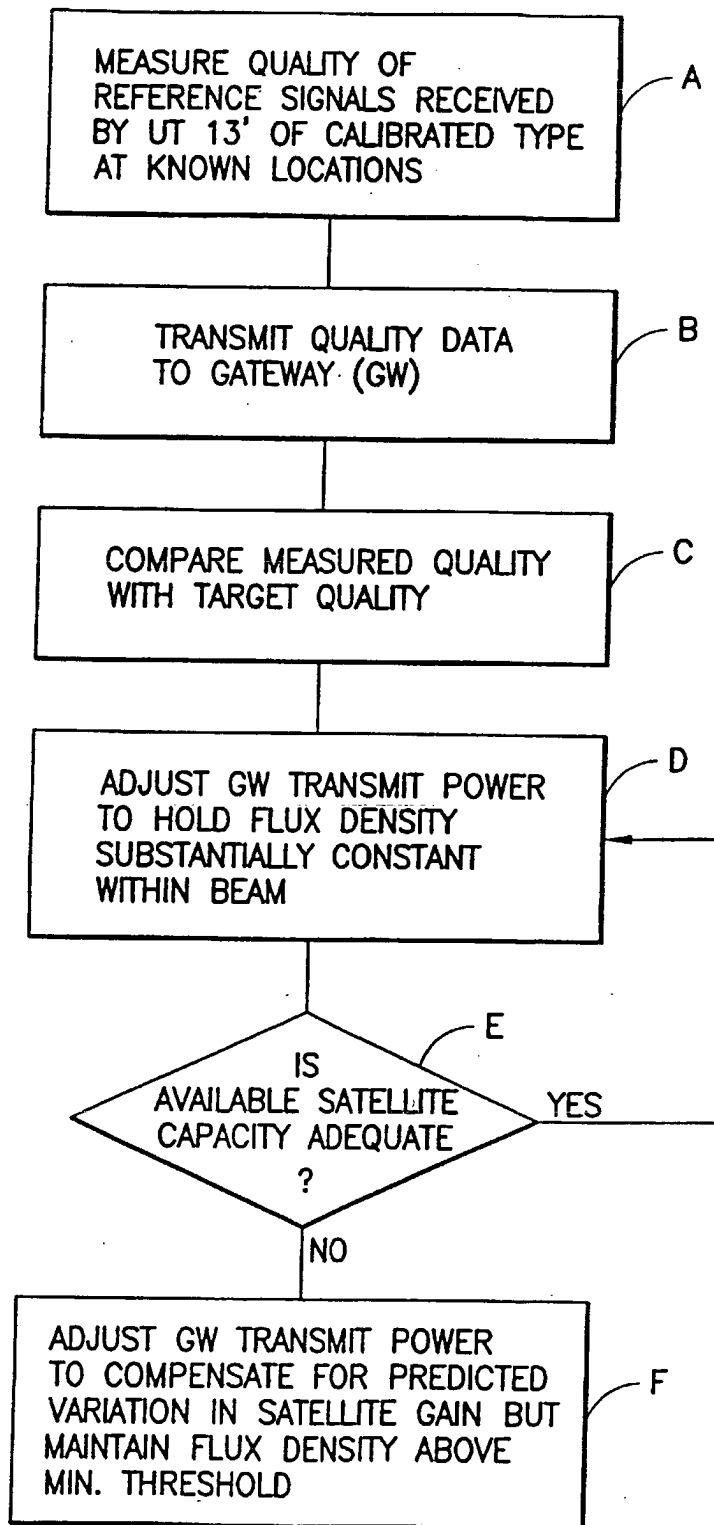 MEASURE QUALITY OF
REFERENCE SIGNALS RECEIVED
BY UT 13' OF CALIBRATED TYPE
AT KNOWN LOCATIONS
A
TRANSMIT QUALITY DATA
TO GATEWAY (GW)
B
COMPARE MEASURED QUALITY
WITH TARGET QUALITY
C
ADJUST GW TRANSMIT POWER
TO HOLD FLUX DENSITY
SUBSTANTIALLY CONSTANT
WITHIN BEAM
D
IS
AVAILABLE SATELLITE
CAPACITY ADEQUATE
?
E
YES
NO
ADJUST GW TRANSMIT POWER
TO COMPENSATE FOR PREDICTED
VARIATION IN SATELLITE GAIN BUT
MAINTAIN FLUX DENSITY ABOVE
MIN. THRESHOLD
F